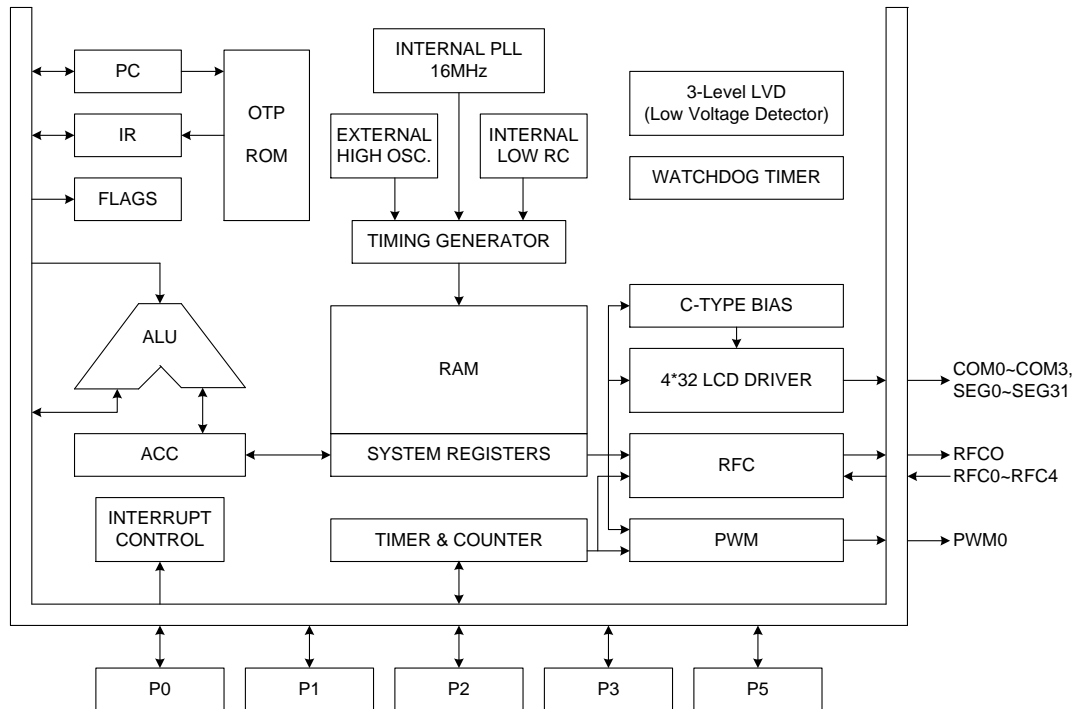 PC
IR
FLAGS
OTP
ROM
INTERNAL PLL
16MHz
EXTERNAL
HIGH OSC.
INTERNAL
LOW RC
TIMING GENERATOR
3-Level LVD
(Low Voltage Detector)
WATCHDOG TIMER
ALU
ACC
INTERRUPT
CONTROL
RAM
SYSTEM REGISTERS
TIMER & COUNTER
C-TYPE BIAS
4*32 LCD DRIVER
RFC
PWM
COM0~COM3,
SEG0~SEG31
RFCO
RFC0~RFC4
PWM0
P0
P1
P2
P3
P5